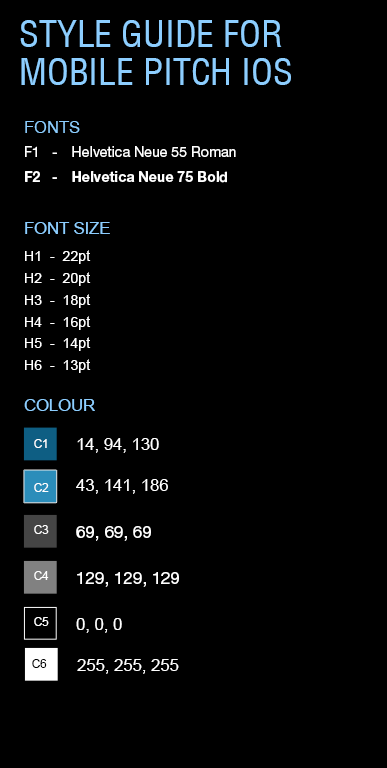 STYLE GUIDE FOR
MOBILE PITCH IOS
FONTS
F1 - Helvetica Neue 55 Roman
F2 - Helvetica Neue 75 Bold
FONT SIZE
H1 - 22pt
H2 - 20pt
H3 - 18pt
H4 - 16pt
H5 - 14pt
H6 - 13pt
COLOUR
C1 14, 94, 130
C2 43, 141, 186
C3 69, 69, 69
C4 129, 129, 129
C5 0, 0, 0
C6 255, 255, 255